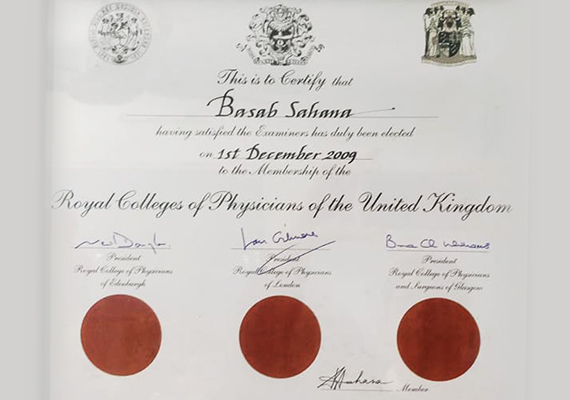 This is to Certify that
Basab Sahana
having satisfied the Examiners has duly been elected
on 1st December 2009
to the Membership of the
Royal Colleges of Physicians of the United Kingdom
President
Royal College of Physicians
of Edinburgh
President
Royal College of Physicians
of London
President
Royal College of Physicians
and Surgeons of Glasgow
Member